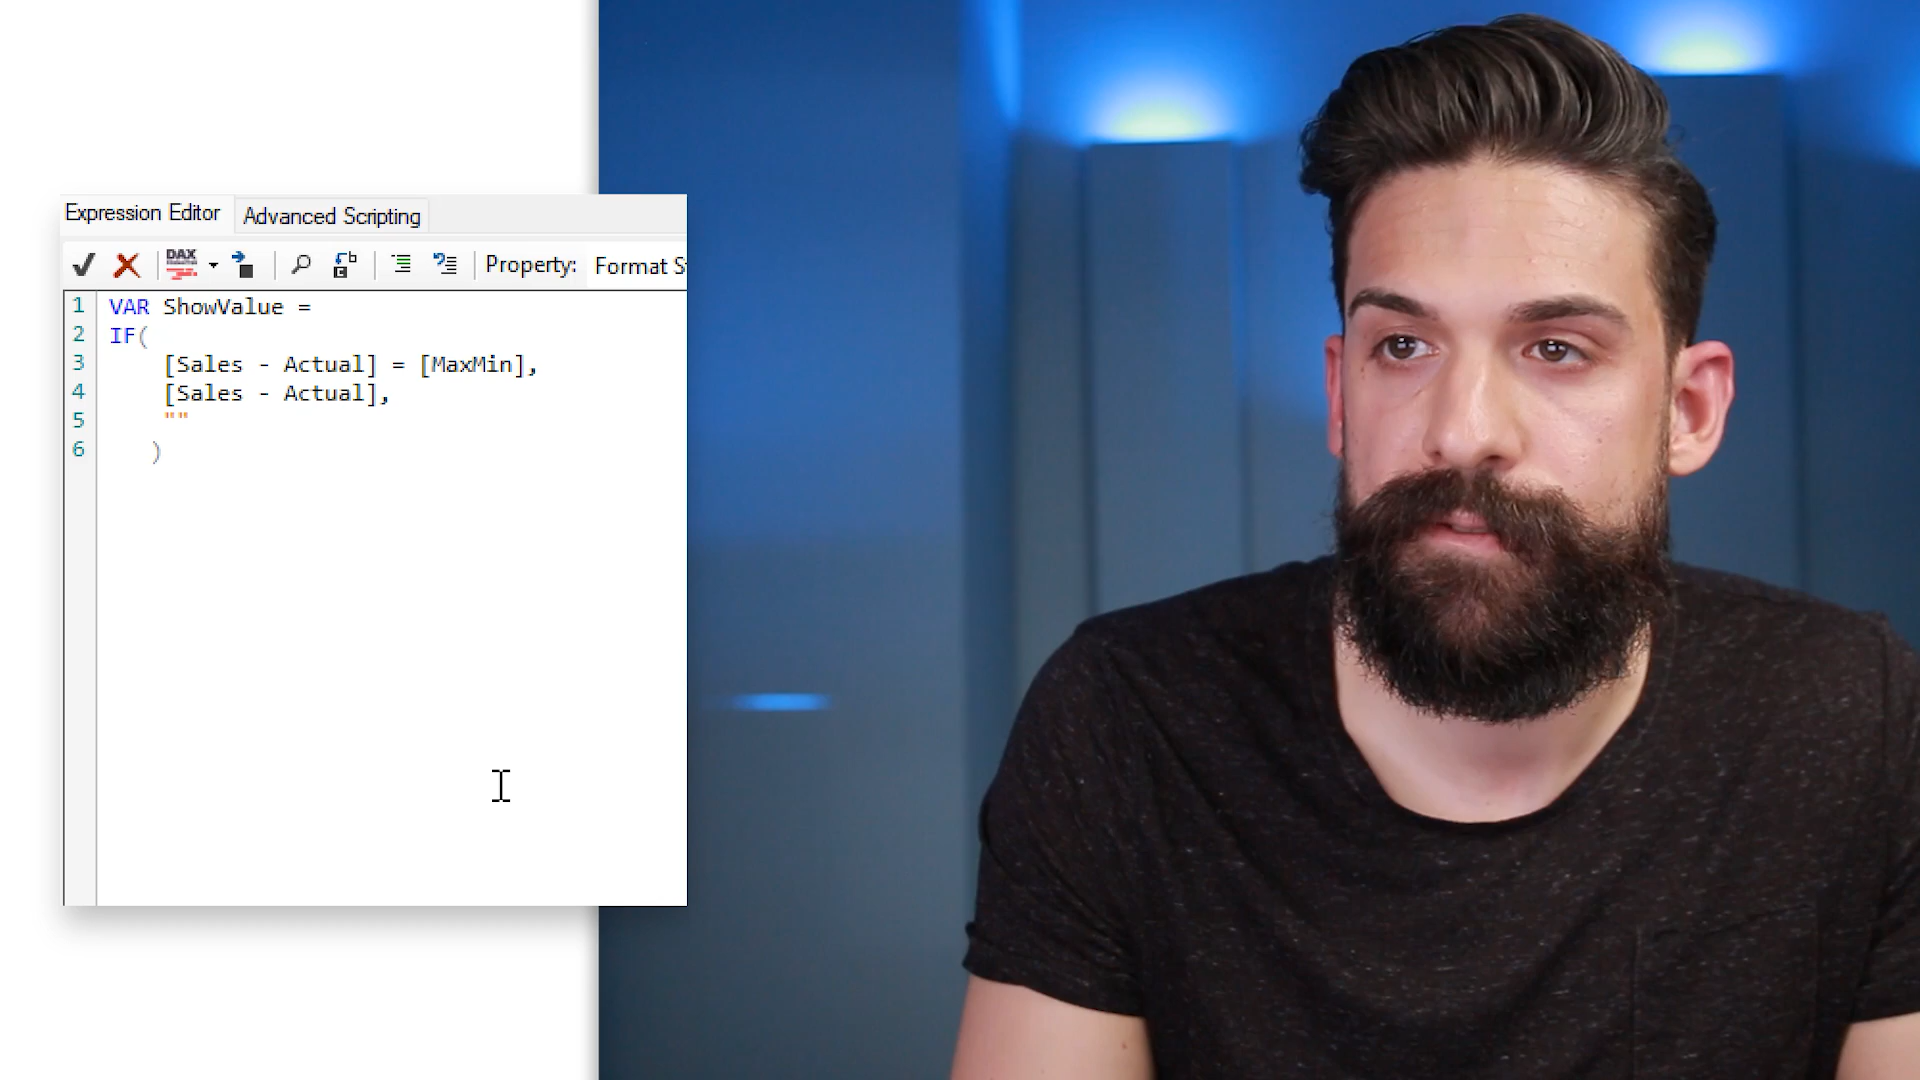 Expression Editor
Advanced Scripting
DAX
Property:
Format S
1 VAR ShowValue =
2 IF(
3 [Sales - Actual] = [MaxMin],
4 [Sales - Actual],
5 ""
6 )